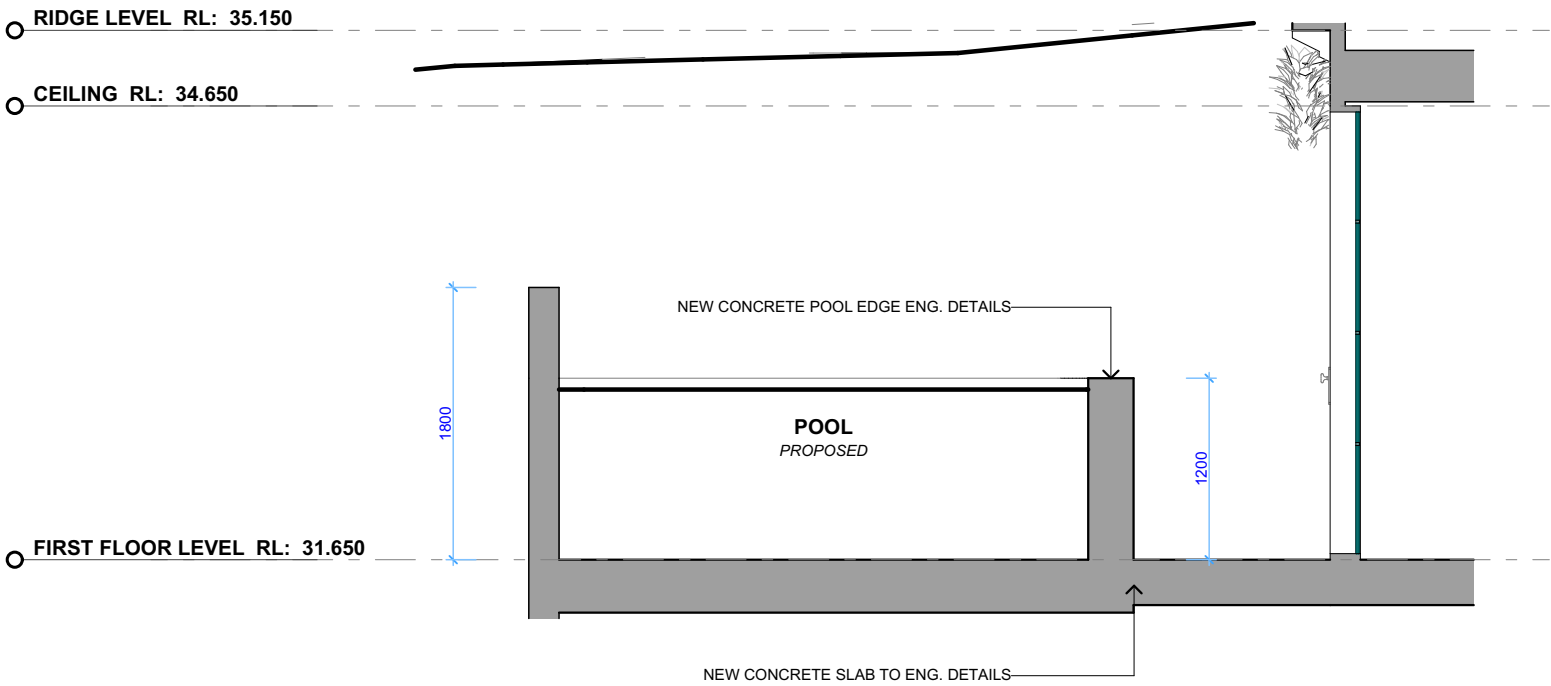 RIDGE LEVEL RL: 35.150
CEILING RL: 34.650
NEW CONCRETE POOL EDGE ENG. DETAILS
1800
POOL
PROPOSED
1200
FIRST FLOOR LEVEL RL: 31.650
NEW CONCRETE SLAB TO ENG. DETAILS